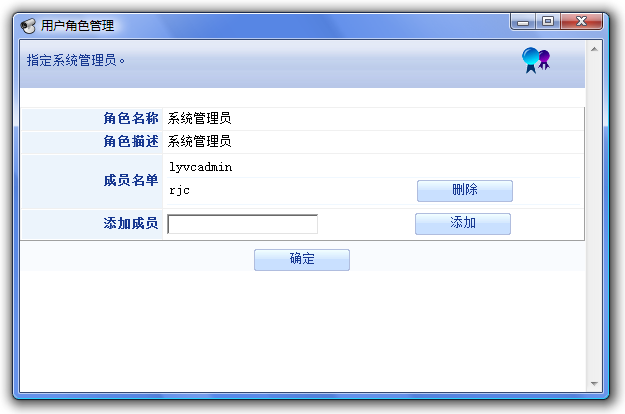 用户角色管理
指定系统管理员。
角色名称 系统管理员
角色描述 系统管理员
成员名单 lyvcadmin
rjc 删除
添加成员 添加
确定